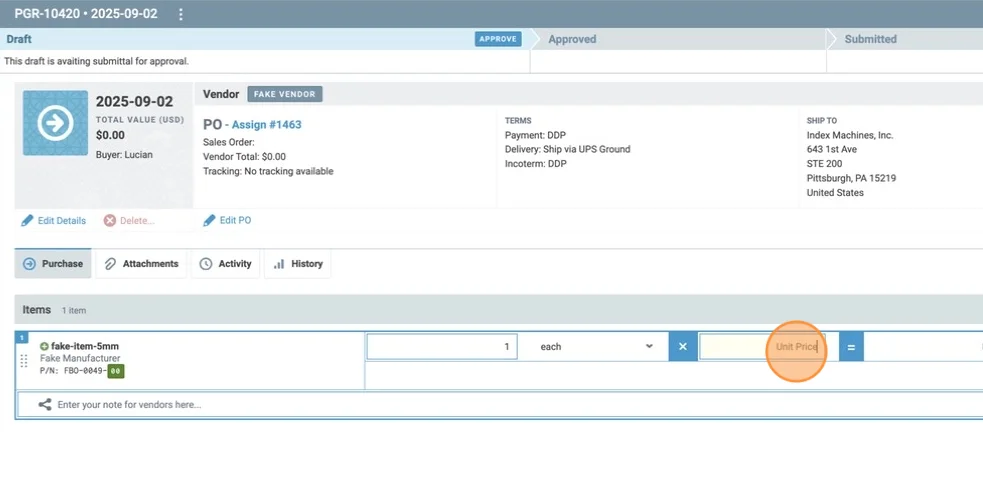 PGR-10420 • 2025-09-02
Draft
APPROVE
Approved
Submitted
This draft is avaiting submittal for approval.
2025-09-02
TOTAL VALUE (USD)
$0.00
Buyer: Lucian
Vendor FAKE VENDOR
PO - Assign #1463
Sales Order:
Vendor Total: $0.00
Tracking: No tracking available
TERMS
Payment: DDP
Delivery: Ship via UPS Ground
Incoterm: DDP
SHIP TO
Index Machines, Inc.
643 1st Ave
STE 200
Pittsburgh, PA 15219
United States
Edit Details Delete... Edit PO
Purchase Attachments Activity History
Items 1 item
1
fake-item-5mm
Fake Manufacturer
P/N: FBO-0049-00
1 each × Unit Price =
Enter your note for vendors here...